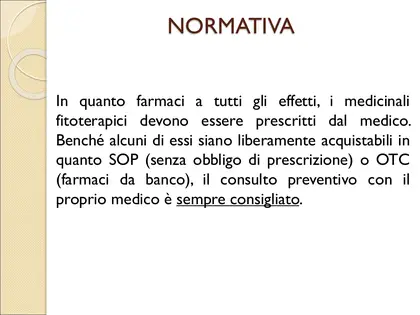 NORMATIVA
In quanto farmaci a tutti gli effetti, i medicinali
fitoterapici devono essere prescritti dal medico.
Benché alcuni di essi siano liberamente acquistabili in
quanto SOP (senza obbligo di prescrizione) o OTC
(farmaci da banco), il consulto preventivo con il
proprio medico è sempre consigliato.